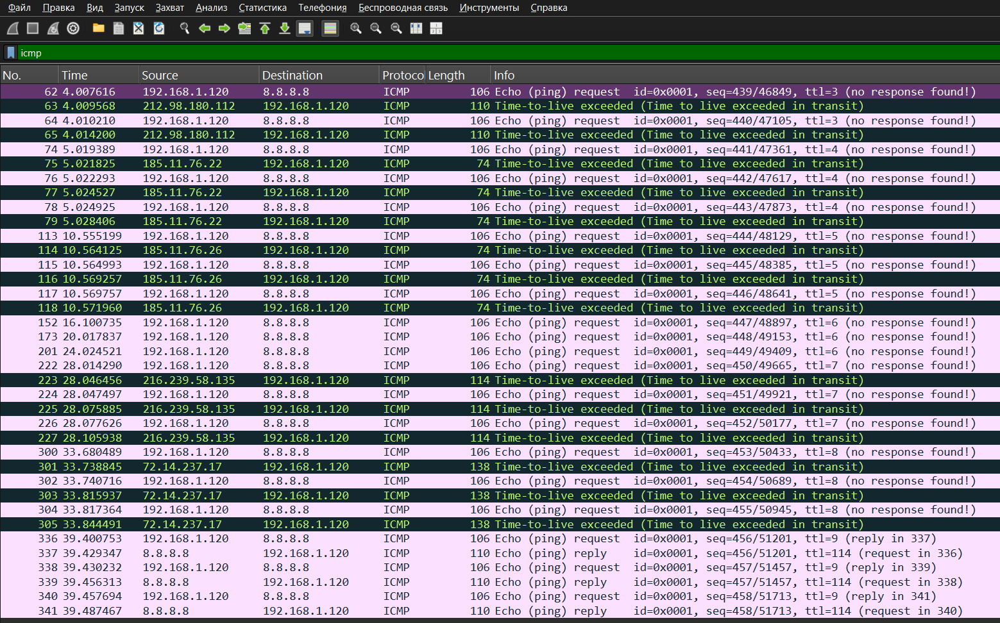 Файл Правка Вид Запуск Захват Анализ Статистика Телефония Беспроводная связь Инструменты Справка
icmp
No. Time Source Destination Protocol Length Info
62 4.007616 192.168.1.120 8.8.8.8 ICMP 106 Echo (ping) request id=0x0001, seq=439/46849, ttl=3 (no response found!)
63 4.009568 212.98.180.112 192.168.1.120 ICMP 110 Time-to-live exceeded (Time to live exceeded in transit)
64 4.010210 192.168.1.120 8.8.8.8 ICMP 106 Echo (ping) request id=0x0001, seq=440/47105, ttl=3 (no response found!)
65 4.014200 212.98.180.112 192.168.1.120 ICMP 110 Time-to-live exceeded (Time to live exceeded in transit)
74 5.019389 192.168.1.120 8.8.8.8 ICMP 106 Echo (ping) request id=0x0001, seq=441/47361, ttl=4 (no response found!)
75 5.021825 185.11.76.22 192.168.1.120 ICMP 74 Time-to-live exceeded (Time to live exceeded in transit)
76 5.022293 192.168.1.120 8.8.8.8 ICMP 106 Echo (ping) request id=0x0001, seq=442/47617, ttl=4 (no response found!)
77 5.024527 185.11.76.22 192.168.1.120 ICMP 74 Time-to-live exceeded (Time to live exceeded in transit)
78 5.024925 192.168.1.120 8.8.8.8 ICMP 106 Echo (ping) request id=0x0001, seq=443/47873, ttl=4 (no response found!)
79 5.028406 185.11.76.22 192.168.1.120 ICMP 74 Time-to-live exceeded (Time to live exceeded in transit)
113 10.555199 192.168.1.120 8.8.8.8 ICMP 106 Echo (ping) request id=0x0001, seq=444/48129, ttl=5 (no response found!)
114 10.564125 185.11.76.26 192.168.1.120 ICMP 74 Time-to-live exceeded (Time to live exceeded in transit)
115 10.564993 192.168.1.120 8.8.8.8 ICMP 106 Echo (ping) request id=0x0001, seq=445/48385, ttl=5 (no response found!)
116 10.569257 185.11.76.26 192.168.1.120 ICMP 74 Time-to-live exceeded (Time to live exceeded in transit)
117 10.569757 192.168.1.120 8.8.8.8 ICMP 106 Echo (ping) request id=0x0001, seq=446/48641, ttl=5 (no response found!)
118 10.571960 185.11.76.26 192.168.1.120 ICMP 74 Time-to-live exceeded (Time to live exceeded in transit)
152 16.100735 192.168.1.120 8.8.8.8 ICMP 106 Echo (ping) request id=0x0001, seq=447/48897, ttl=6 (no response found!)
173 20.017837 192.168.1.120 8.8.8.8 ICMP 106 Echo (ping) request id=0x0001, seq=448/49153, ttl=6 (no response found!)
201 24.024521 192.168.1.120 8.8.8.8 ICMP 106 Echo (ping) request id=0x0001, seq=449/49409, ttl=6 (no response found!)
222 28.014290 192.168.1.120 8.8.8.8 ICMP 106 Echo (ping) request id=0x0001, seq=450/49665, ttl=7 (no response found!)
223 28.046456 216.239.58.135 192.168.1.120 ICMP 114 Time-to-live exceeded (Time to live exceeded in transit)
224 28.047497 192.168.1.120 8.8.8.8 ICMP 106 Echo (ping) request id=0x0001, seq=451/49921, ttl=7 (no response found!)
225 28.075885 216.239.58.135 192.168.1.120 ICMP 114 Time-to-live exceeded (Time to live exceeded in transit)
226 28.077626 192.168.1.120 8.8.8.8 ICMP 106 Echo (ping) request id=0x0001, seq=452/50177, ttl=7 (no response found!)
227 28.105938 216.239.58.135 192.168.1.120 ICMP 114 Time-to-live exceeded (Time to live exceeded in transit)
300 33.680489 192.168.1.120 8.8.8.8 ICMP 106 Echo (ping) request id=0x0001, seq=453/50433, ttl=8 (no response found!)
301 33.738845 72.14.237.17 192.168.1.120 ICMP 138 Time-to-live exceeded (Time to live exceeded in transit)
302 33.740716 192.168.1.120 8.8.8.8 ICMP 106 Echo (ping) request id=0x0001, seq=454/50689, ttl=8 (no response found!)
303 33.815937 72.14.237.17 192.168.1.120 ICMP 138 Time-to-live exceeded (Time to live exceeded in transit)
304 33.817364 192.168.1.120 8.8.8.8 ICMP 106 Echo (ping) request id=0x0001, seq=455/50945, ttl=8 (no response found!)
305 33.844491 72.14.237.17 192.168.1.120 ICMP 138 Time-to-live exceeded (Time to live exceeded in transit)
336 39.400753 192.168.1.120 8.8.8.8 ICMP 106 Echo (ping) request id=0x0001, seq=456/51201, ttl=9 (reply in 337)
337 39.429347 8.8.8.8 192.168.1.120 ICMP 110 Echo (ping) reply id=0x0001, seq=456/51201, ttl=114 (request in 336)
338 39.430232 192.168.1.120 8.8.8.8 ICMP 106 Echo (ping) request id=0x0001, seq=457/51457, ttl=9 (reply in 339)
339 39.456313 8.8.8.8 192.168.1.120 ICMP 110 Echo (ping) reply id=0x0001, seq=457/51457, ttl=114 (request in 338)
340 39.457694 192.168.1.120 8.8.8.8 ICMP 106 Echo (ping) request id=0x0001, seq=458/51713, ttl=9 (reply in 341)
341 39.487467 8.8.8.8 192.168.1.120 ICMP 110 Echo (ping) reply id=0x0001, seq=458/51713, ttl=114 (request in 340)